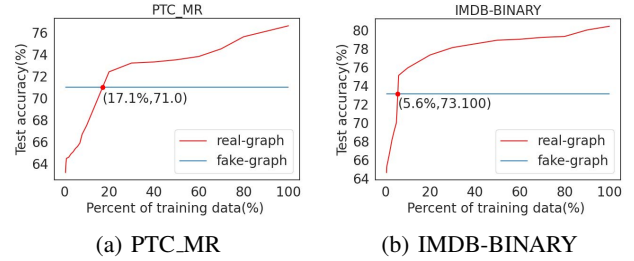 PTC_MR
Test accuracy(%)
76
74
72
70
68
66
64
(17.1%,71.0)
real-graph
fake-graph
0 20 40 60 80 100
Percent of training data(%)
(a) PTC_MR
IMDB-BINARY
Test accuracy(%)
80
78
76
74
72
70
68
66
64
(5.6%,73.100)
real-graph
fake-graph
0 20 40 60 80 100
Percent of training data(%)
(b) IMDB-BINARY